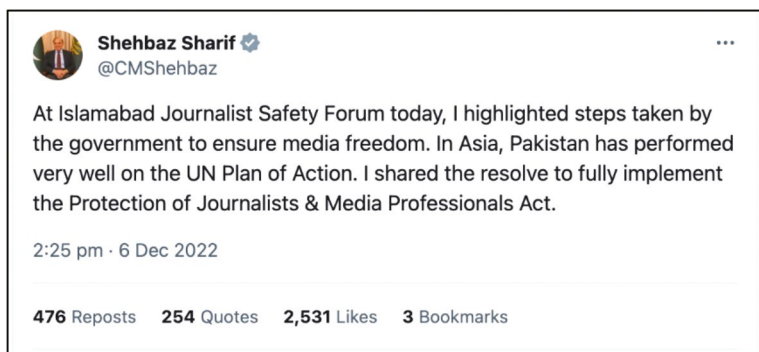 Shehbaz Sharif
@CMShehbaz
At Islamabad Journalist Safety Forum today, I highlighted steps taken by
the government to ensure media freedom. In Asia, Pakistan has performed
very well on the UN Plan of Action. I shared the resolve to fully implement
the Protection of Journalists & Media Professionals Act.
2:25 pm · 6 Dec 2022
476 Reposts 254 Quotes 2,531 Likes 3 Bookmarks